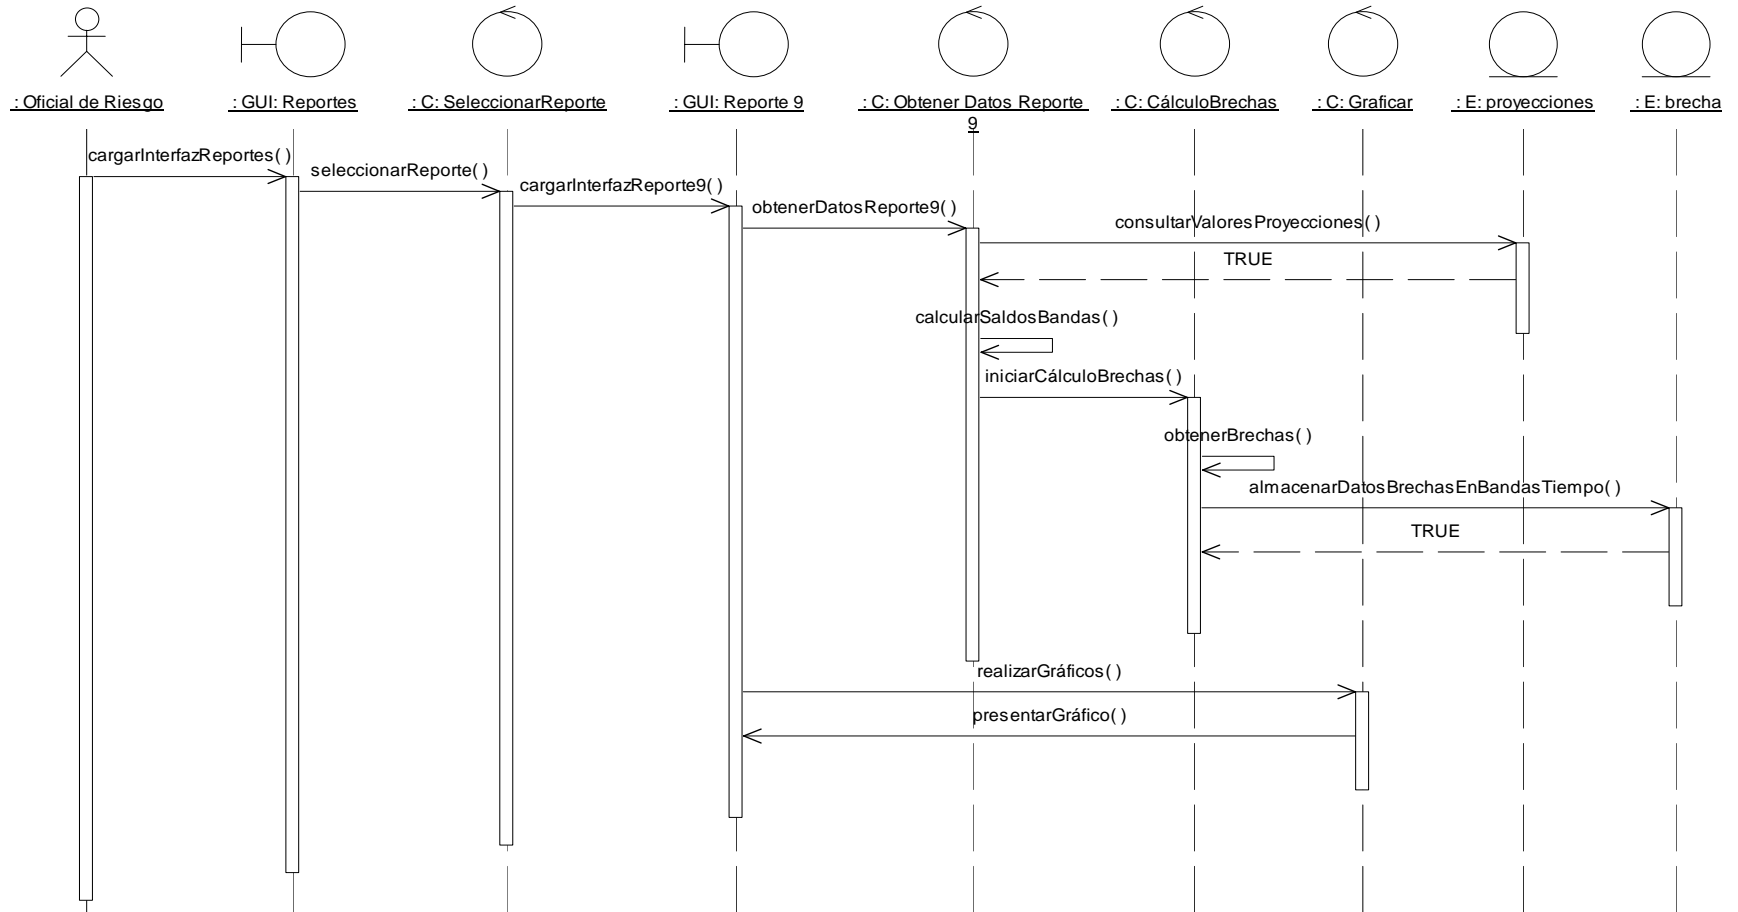 : Oficial de Riesgo
: GUI: Reportes
: C: SeleccionarReporte
: GUI: Reporte 9
: C: Obtener Datos Reporte
9
: C: CálculoBrechas
: C: Graficar
: E: proyecciones
: E: brecha
cargarInterfazReportes( )
seleccionarReporte( )
cargarInterfazReporte9( )
obtenerDatosReporte9( )
consultarValoresProyecciones( )
TRUE
calcularSaldosBandas( )
iniciarCálculoBrechas( )
obtenerBrechas( )
almacenarDatosBrechasEnBandasTiempo( )
TRUE
realizarGráficos( )
presentarGráfico( )